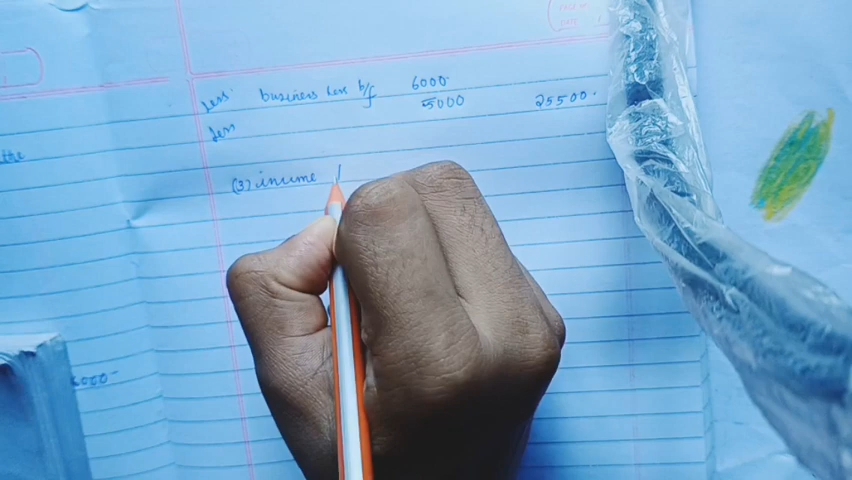 less business loss b/f 6000
5000 25500.
less
the
(3) income
6000